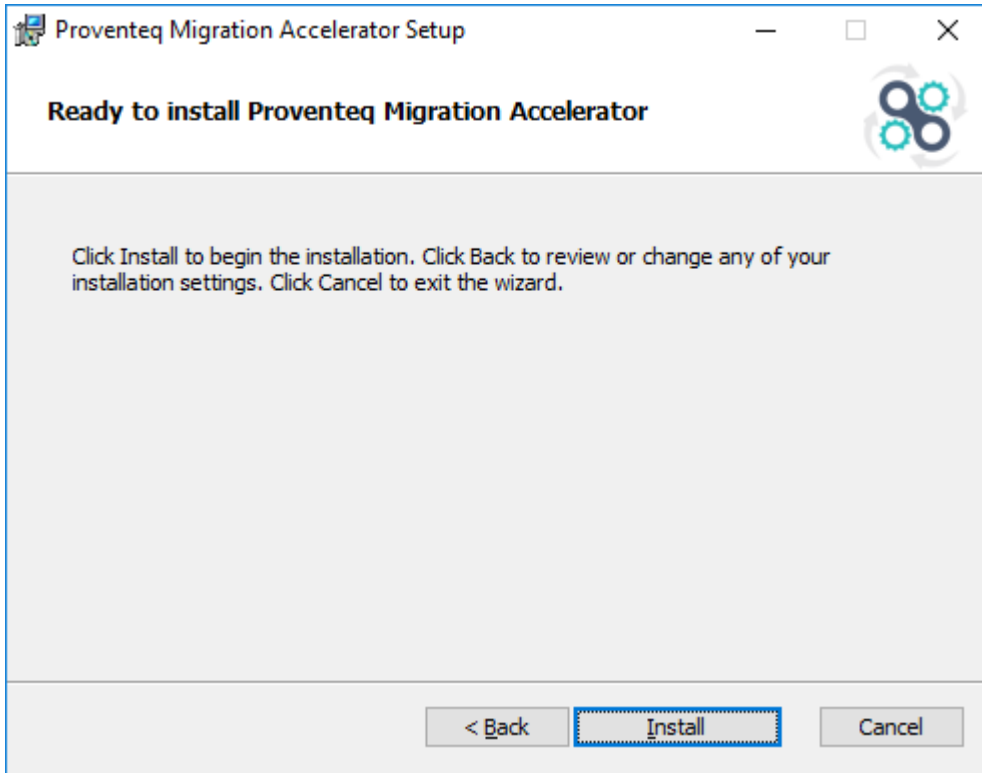 Proventeq Migration Accelerator Setup
Ready to install Proventeq Migration Accelerator
Click Install to begin the installation. Click Back to review or change any of your
installation settings. Click Cancel to exit the wizard.
< Back
Install
Cancel